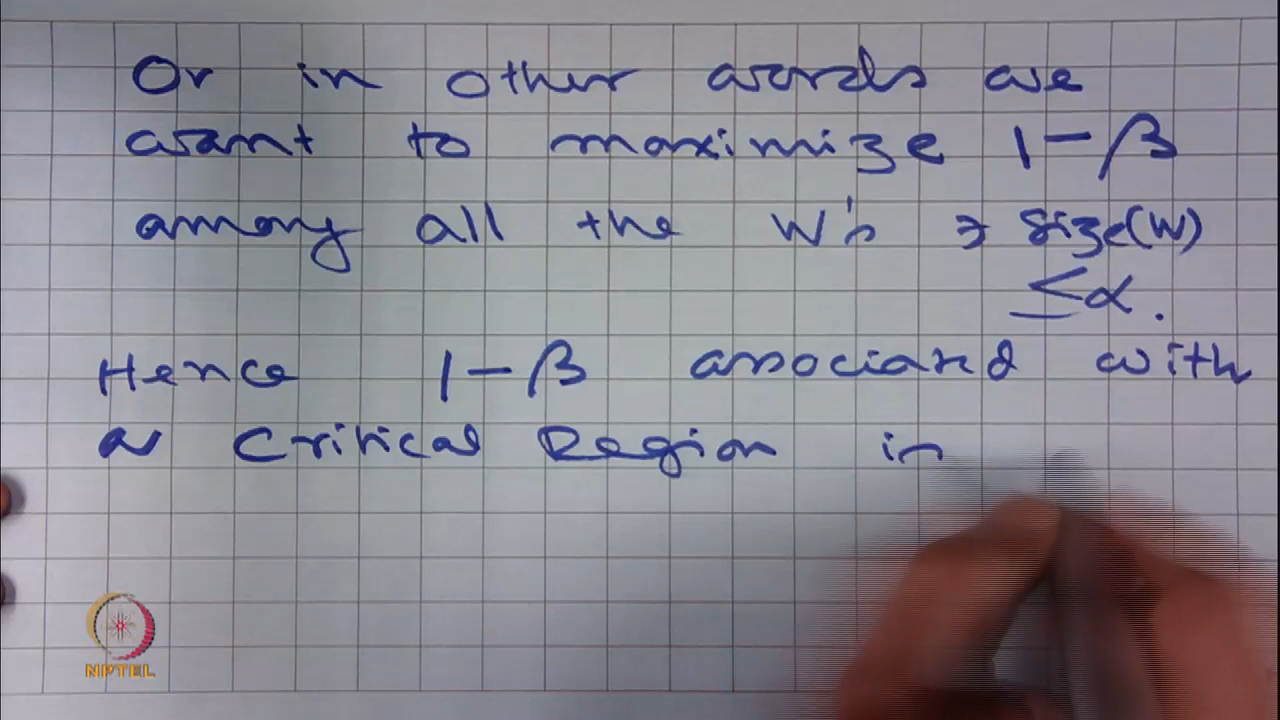 Or in other words we
want to maximize 1-β
among all the W's ∋ size(W)
≤ α.
Hence 1-β associated with
a Critical Region is
NPTEL